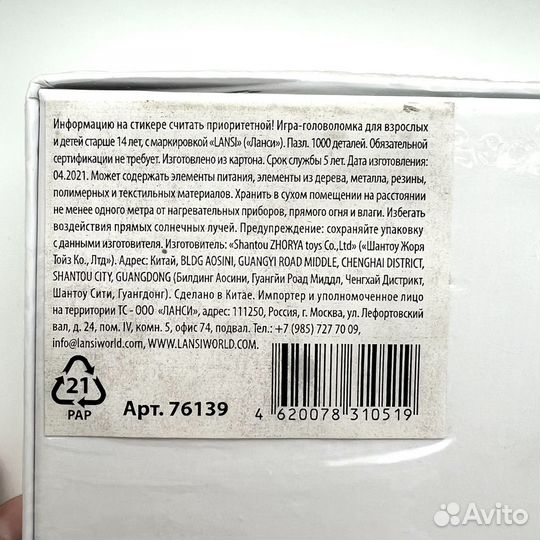 Информацию на стикере считать приоритетной! Игра-головоломка для взрослых
и детей старше 14 лет, с маркировкой «LANSI» («Ланси»). Пазл. 1000 деталей. Обязательной
сертификации не требует. Изготовлено из картона. Срок службы 5 лет. Дата изготовления:
04.2021. Может содержать элементы питания, элементы из дерева, металла, резины,
полимерных и текстильных материалов. Хранить в сухом помещении на расстоянии
не менее одного метра от нагревательных приборов, прямого огня и влаги. Избегать
воздействия прямых солнечных лучей. Предупреждение: сохраняйте упаковку
с данными изготовителя. Изготовитель: «Shantou ZHORYA toys Co.,Ltd» («Шантоу Жоря
Тойз Ко., Лтд»). Адрес: Китай, BLDG AOSINI, GUANGYI ROAD MIDDLE, CHENGHAI DISTRICT,
SHANTOU CITY, GUANGDONG (Билдинг Аосини, Гуангйи Роад Миддл, Ченгхай Дистрикт,
Шантоу Сити, Гуангдонг). Сделано в Китае. Импортер и уполномоченное лицо
на территории ТС - ООО «ЛАНСИ», адрес: 111250, Россия, г. Москва, ул. Лефортовский
вал, д. 24, пом. IV, комн. 5, офис 74, подвал. Тел.: +7 (985) 727 70 09,
info@lansiworld.com, WWW.LANSIWORLD.COM.
21
PAP
Арт. 76139
4 620078 310519
Avito